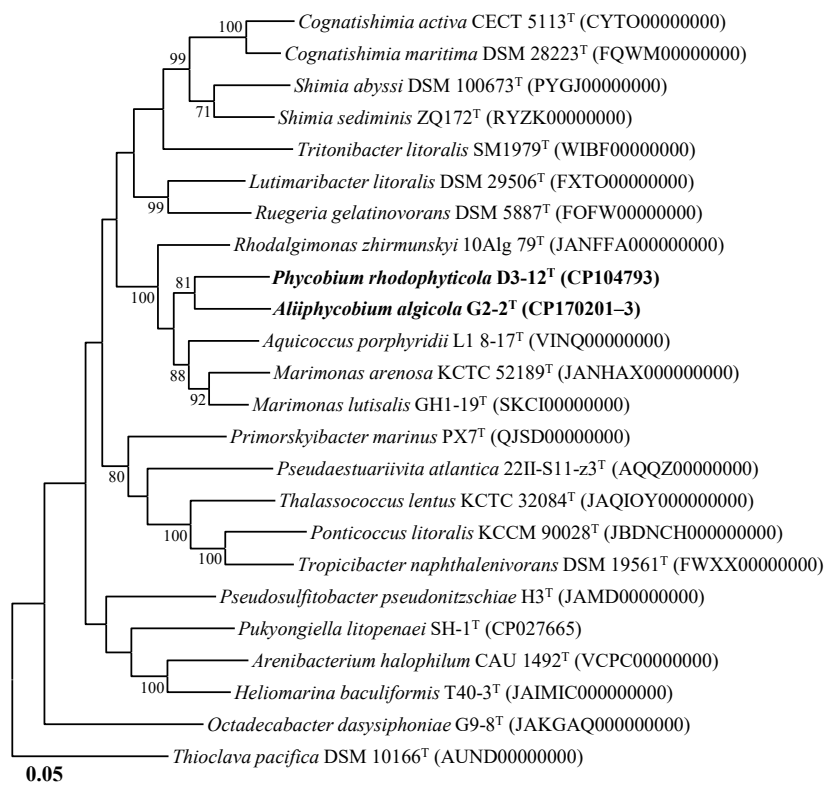 100 Cognatishimia activa CECT 5113ᵀ (CYTO00000000)
Cognatishimia maritima DSM 28223ᵀ (FQWM00000000)
99
Shimia abyssi DSM 100673ᵀ (PYGJ00000000)
71
Shimia sediminis ZQ172ᵀ (RYZK00000000)
Tritonibacter litoralis SM1979ᵀ (WIBF00000000)
Lutimaribacter litoralis DSM 29506ᵀ (FXTO00000000)
99
Ruegeria gelatinovorans DSM 5887ᵀ (FOFW00000000)
Rhodalgimonas zhirmunskyi 10Alg 79ᵀ (JANFFA000000000)
81 Phycobium rhodophyticola D3-12ᵀ (CP104793)
100
Aliiphycobium algicola G2-2ᵀ (CP170201–3)
Aquicoccus porphyridii L1 8-17ᵀ (VINQ00000000)
88 Marimonas arenosa KCTC 52189ᵀ (JANHAX000000000)
92 Marimonas lutisalis GH1-19ᵀ (SKCI00000000)
Primorskyibacter marinus PX7ᵀ (QJSD00000000)
80 Pseudaestuariivita atlantica 22II-S11-z3ᵀ (AQQZ00000000)
Thalassococcus lentus KCTC 32084ᵀ (JAQIOY000000000)
100 Ponticoccus litoralis KCCM 90028ᵀ (JBDNCH000000000)
100 Tropicibacter naphthalenivorans DSM 19561ᵀ (FWXX00000000)
Pseudosulfitobacter pseudonitzschiae H3ᵀ (JAMD00000000)
Pukyongiella litopenaei SH-1ᵀ (CP027665)
Arenibacterium halophilum CAU 1492ᵀ (VCPC00000000)
100 Heliomarina baculiformis T40-3ᵀ (JAIMIC000000000)
Octadecabacter dasysiphoniae G9-8ᵀ (JAKGAQ000000000)
Thioclava pacifica DSM 10166ᵀ (AUND00000000)
0.05